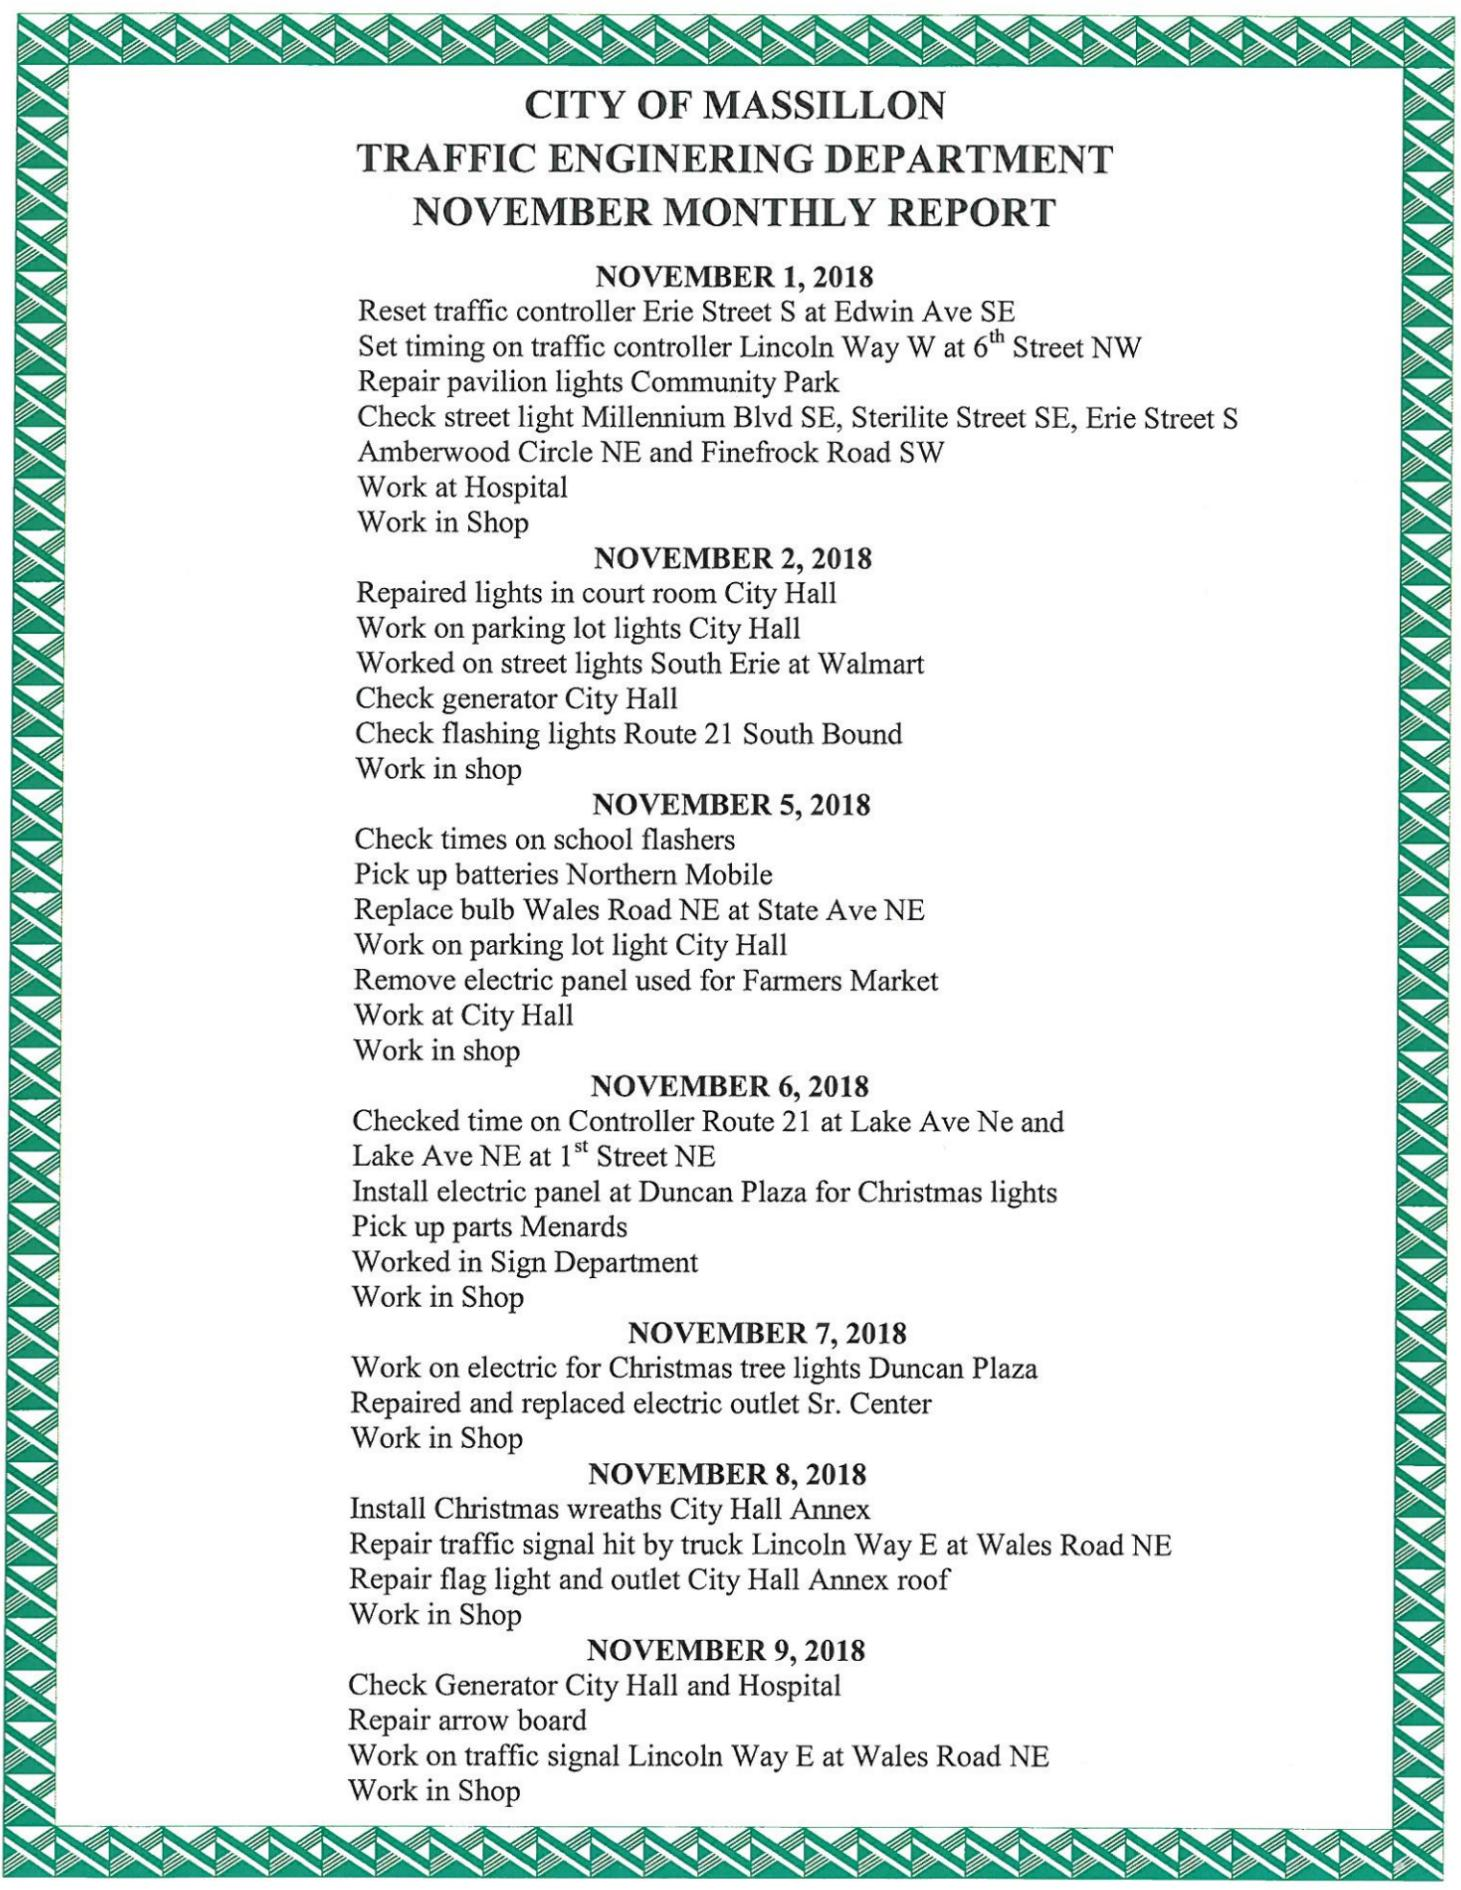 CITY OF MASSILLON
TRAFFIC ENGINERING DEPARTMENT
NOVEMBER MONTHLY REPORT
NOVEMBER 1, 2018
Reset traffic controller Erie Street S at Edwin Ave SE
Set timing on traffic controller Lincoln Way W at 6th Street NW
Repair pavilion lights Community Park
Check street light Millennium Blvd SE, Sterilite Street SE, Erie Street S
Amberwood Circle NE and Finefrock Road SW
Work at Hospital
Work in Shop
NOVEMBER 2, 2018
Repaired lights in court room City Hall
Work on parking lot lights City Hall
Worked on street lights South Erie at Walmart
Check generator City Hall
Check flashing lights Route 21 South Bound
Work in shop
NOVEMBER 5, 2018
Check times on school flashers
Pick up batteries Northern Mobile
Replace bulb Wales Road NE at State Ave NE
Work on parking lot light City Hall
Remove electric panel used for Farmers Market
Work at City Hall
Work in shop
NOVEMBER 6, 2018
Checked time on Controller Route 21 at Lake Ave Ne and
Lake Ave NE at 1st Street NE
Install electric panel at Duncan Plaza for Christmas lights
Pick up parts Menards
Worked in Sign Department
Work in Shop
NOVEMBER 7, 2018
Work on electric for Christmas tree lights Duncan Plaza
Repaired and replaced electric outlet Sr. Center
Work in Shop
NOVEMBER 8, 2018
Install Christmas wreaths City Hall Annex
Repair traffic signal hit by truck Lincoln Way E at Wales Road NE
Repair flag light and outlet City Hall Annex roof
Work in Shop
NOVEMBER 9, 2018
Check Generator City Hall and Hospital
Repair arrow board
Work on traffic signal Lincoln Way E at Wales Road NE
Work in Shop